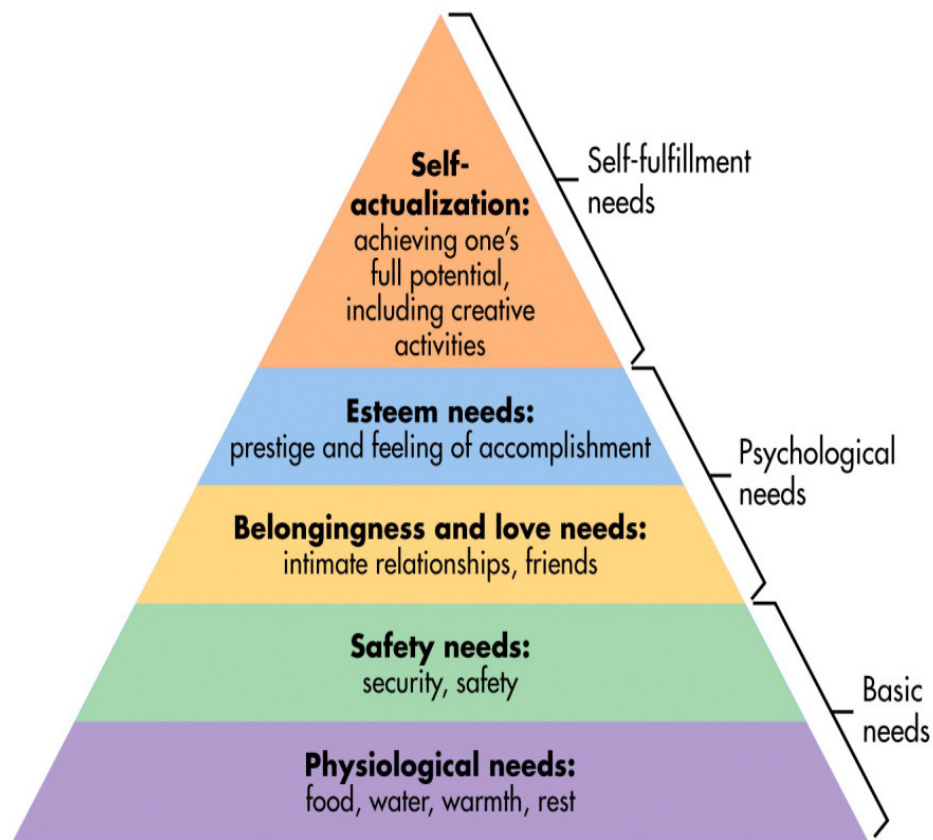 Self-
actualization:
achieving one's
full potential,
including creative
activities
Self-fulfillment
needs
Esteem needs:
prestige and feeling of accomplishment
Psychological
needs
Belongingness and love needs:
intimate relationships, friends
Safety needs:
security, safety
Basic
needs
Physiological needs:
food, water, warmth, rest